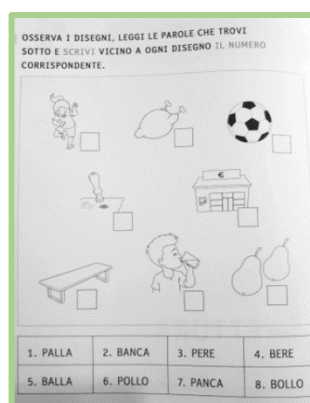 OSSERVA I DISEGNI, LEGGI LE PAROLE CHE TROVI
SOTTO E SCRIVI VICINO A OGNI DISEGNO IL NUMERO
CORRISPONDENTE.
€
1. PALLA 2. BANCA 3. PERE 4. BERE
5. BALLA 6. POLLO 7. PANCA 8. BOLLO